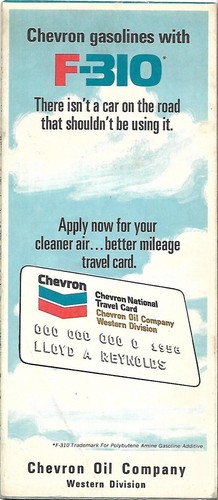 Chevron gasolines with
F-310*
There isn't a car on the road
that shouldn't be using it.
Apply now for your
cleaner air...better mileage
travel card.
Chevron
Chevron National
Travel Card
Chevron Oil Company
Western Division
000 000 000 0 1956
LLOYD A REYNOLDS
*F-310 Trademark For Polybutene Amine Gasoline Additive
Chevron Oil Company
Western Division